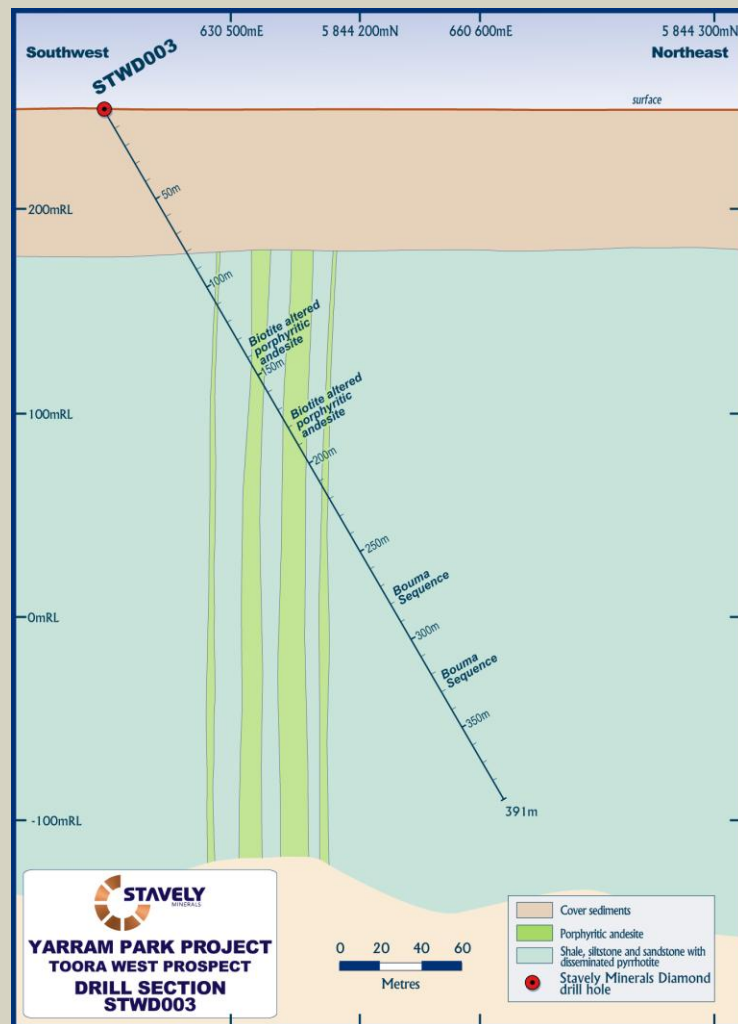 630 500mE
5 844 200mN
660 600mE
5 844 300mN
Southwest
Northeast
STWD003
surface
50m
200mRL
100m
Biotite altered
porphyritic
andesite
150m
100mRL
Biotite altered
porphyritic
andesite
200m
250m
Bouma
Sequence
0mRL
300m
Bouma
Sequence
350m
391m
-100mRL
STAVELY
MINERALS
YARRAM PARK PROJECT
TOORA WEST PROSPECT
DRILL SECTION
STWD003
0 20 40 60
Metres
Cover sediments
Porphyritic andesite
Shale, siltstone and sandstone with
disseminated pyrrhotite
Stavely Minerals Diamond
drill hole